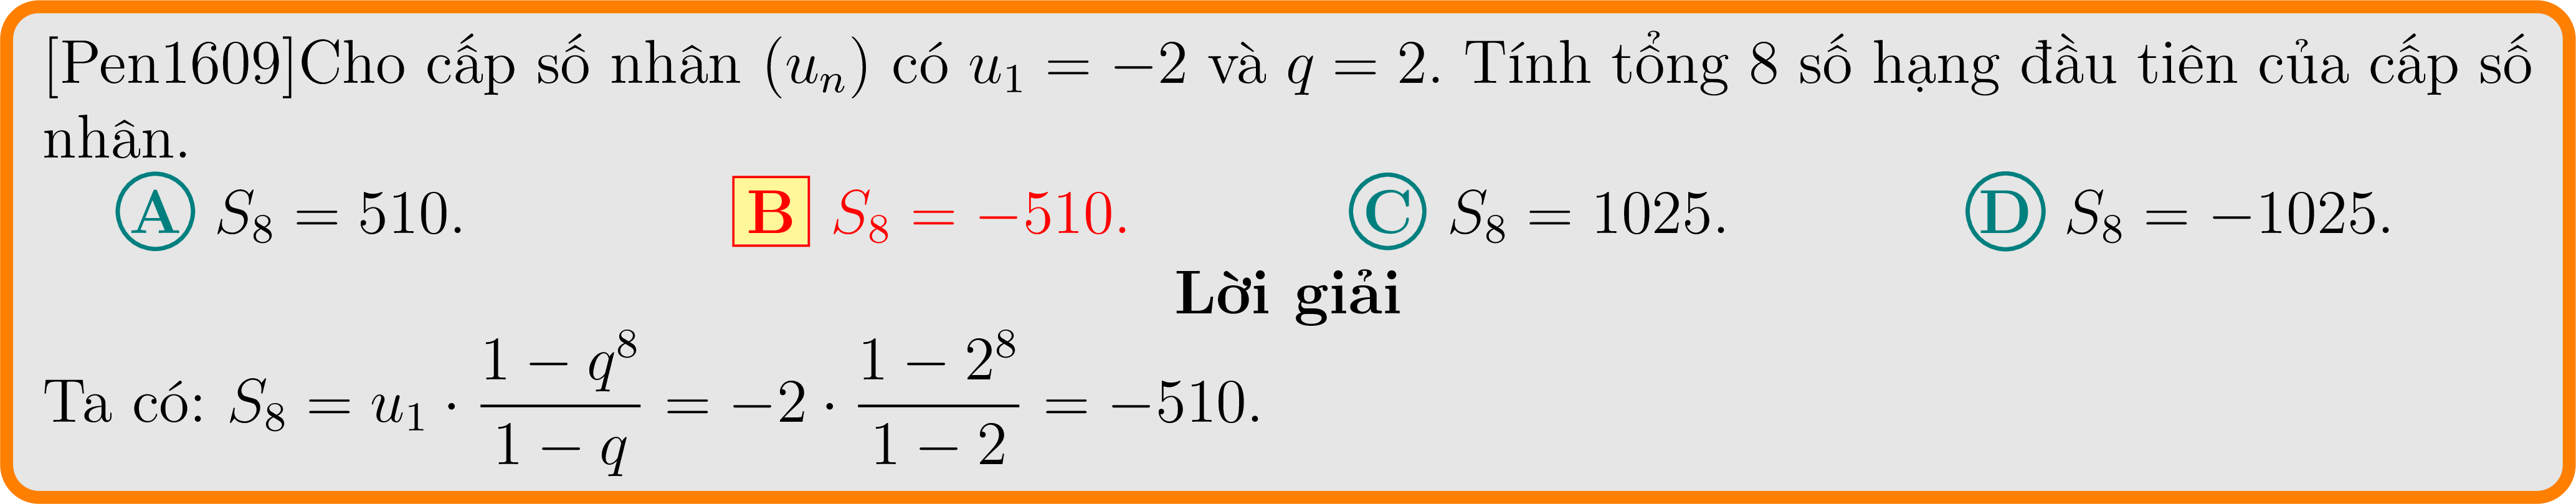 [Pen1609]Cho cấp số nhân $(u_n)$ có $u_1 = -2$ và $q = 2$. Tính tổng 8 số hạng đầu tiên của cấp số
nhân.
A $S_8 = 510$. B $S_8 = -510$. C $S_8 = 1025$. D $S_8 = -1025$.
Lời giải
Ta có: $S_8 = u_1 \cdot \dfrac{1 - q^8}{1 - q} = -2 \cdot \dfrac{1 - 2^8}{1 - 2} = -510$.